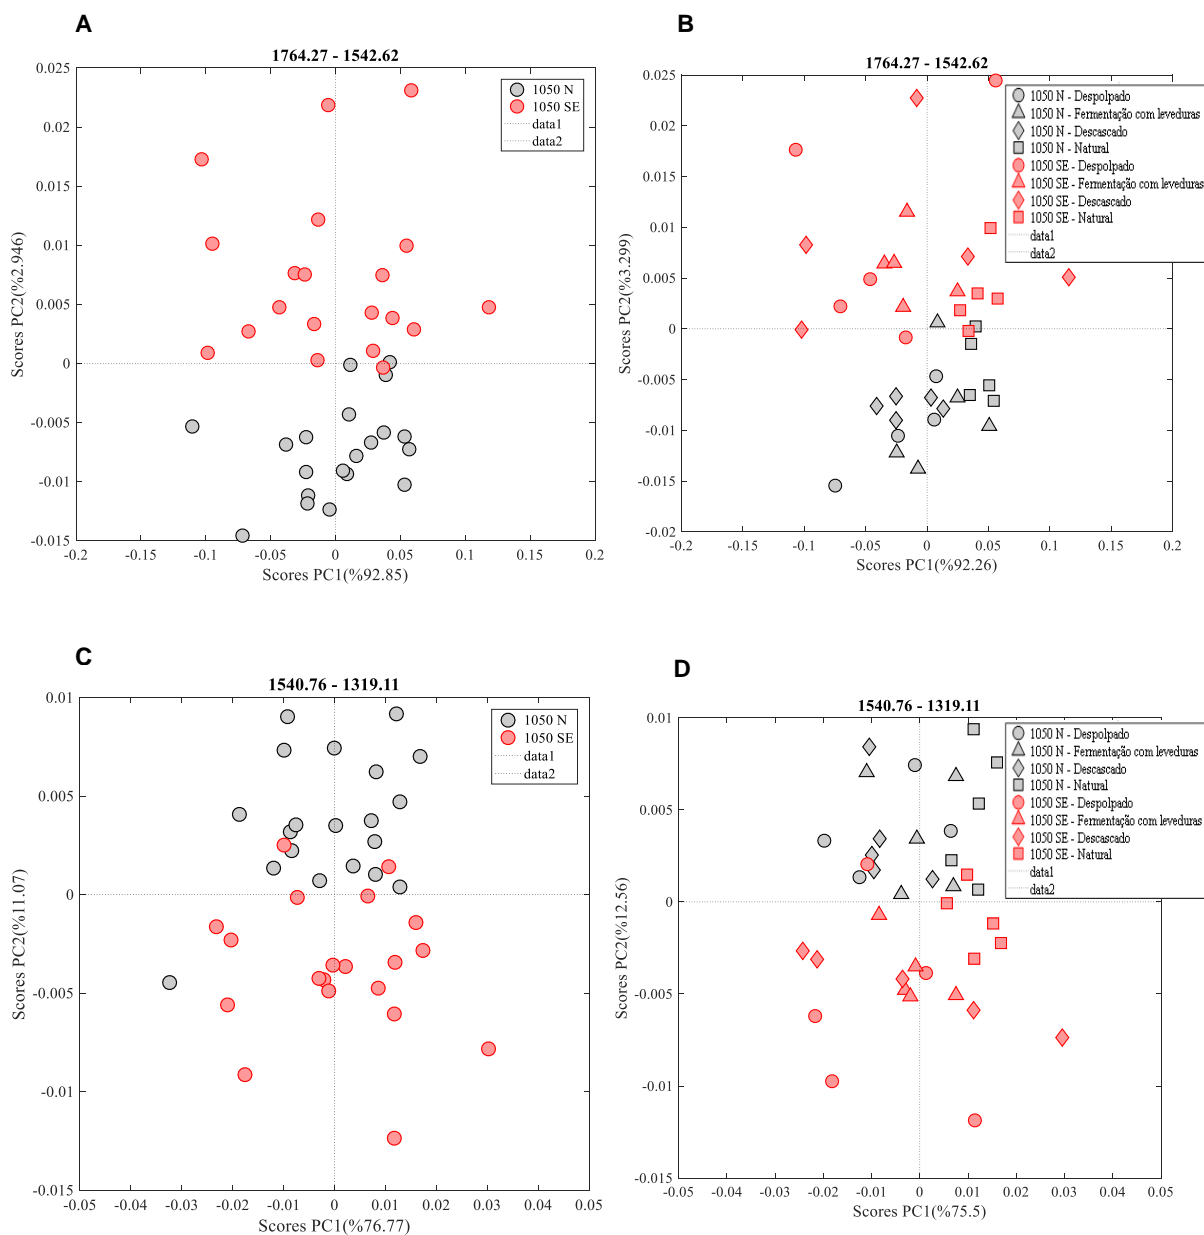 A
1764.27 - 1542.62
0.025
0.02
0.015
0.01
0.005
0
-0.005
-0.01
-0.015
Scores PC2(%2.946)
-0.2
-0.15
-0.1
-0.05
0
0.05
0.1
0.15
0.2
Scores PC1(%92.85)
1050 N
1050 SE
data1
data2
B
1764.27 - 1542.62
0.025
0.02
0.015
0.01
0.005
0
-0.005
-0.01
-0.015
-0.02
Scores PC2(%3.299)
-0.2
-0.15
-0.1
-0.05
0
0.05
0.1
0.15
0.2
Scores PC1(%92.26)
1050 N - Despolpado
1050 N - Fermentação com leveduras
1050 N - Descascado
1050 N - Natural
1050 SE - Despolpado
1050 SE - Fermentação com leveduras
1050 SE - Descascado
1050 SE - Natural
data1
data2
C
1540.76 - 1319.11
0.01
0.005
0
-0.005
-0.01
-0.015
Scores PC2(%11.07)
-0.05
-0.04
-0.03
-0.02
-0.01
0
0.01
0.02
0.03
0.04
0.05
Scores PC1(%76.77)
1050 N
1050 SE
data1
data2
D
1540.76 - 1319.11
0.01
0.005
0
-0.005
-0.01
-0.015
Scores PC2(%12.56)
-0.05
-0.04
-0.03
-0.02
-0.01
0
0.01
0.02
0.03
0.04
0.05
Scores PC1(%75.5)
1050 N - Despolpado
1050 N - Fermentação com leveduras
1050 N - Descascado
1050 N - Natural
1050 SE - Despolpado
1050 SE - Fermentação com leveduras
1050 SE - Descascado
1050 SE - Natural
data1
data2